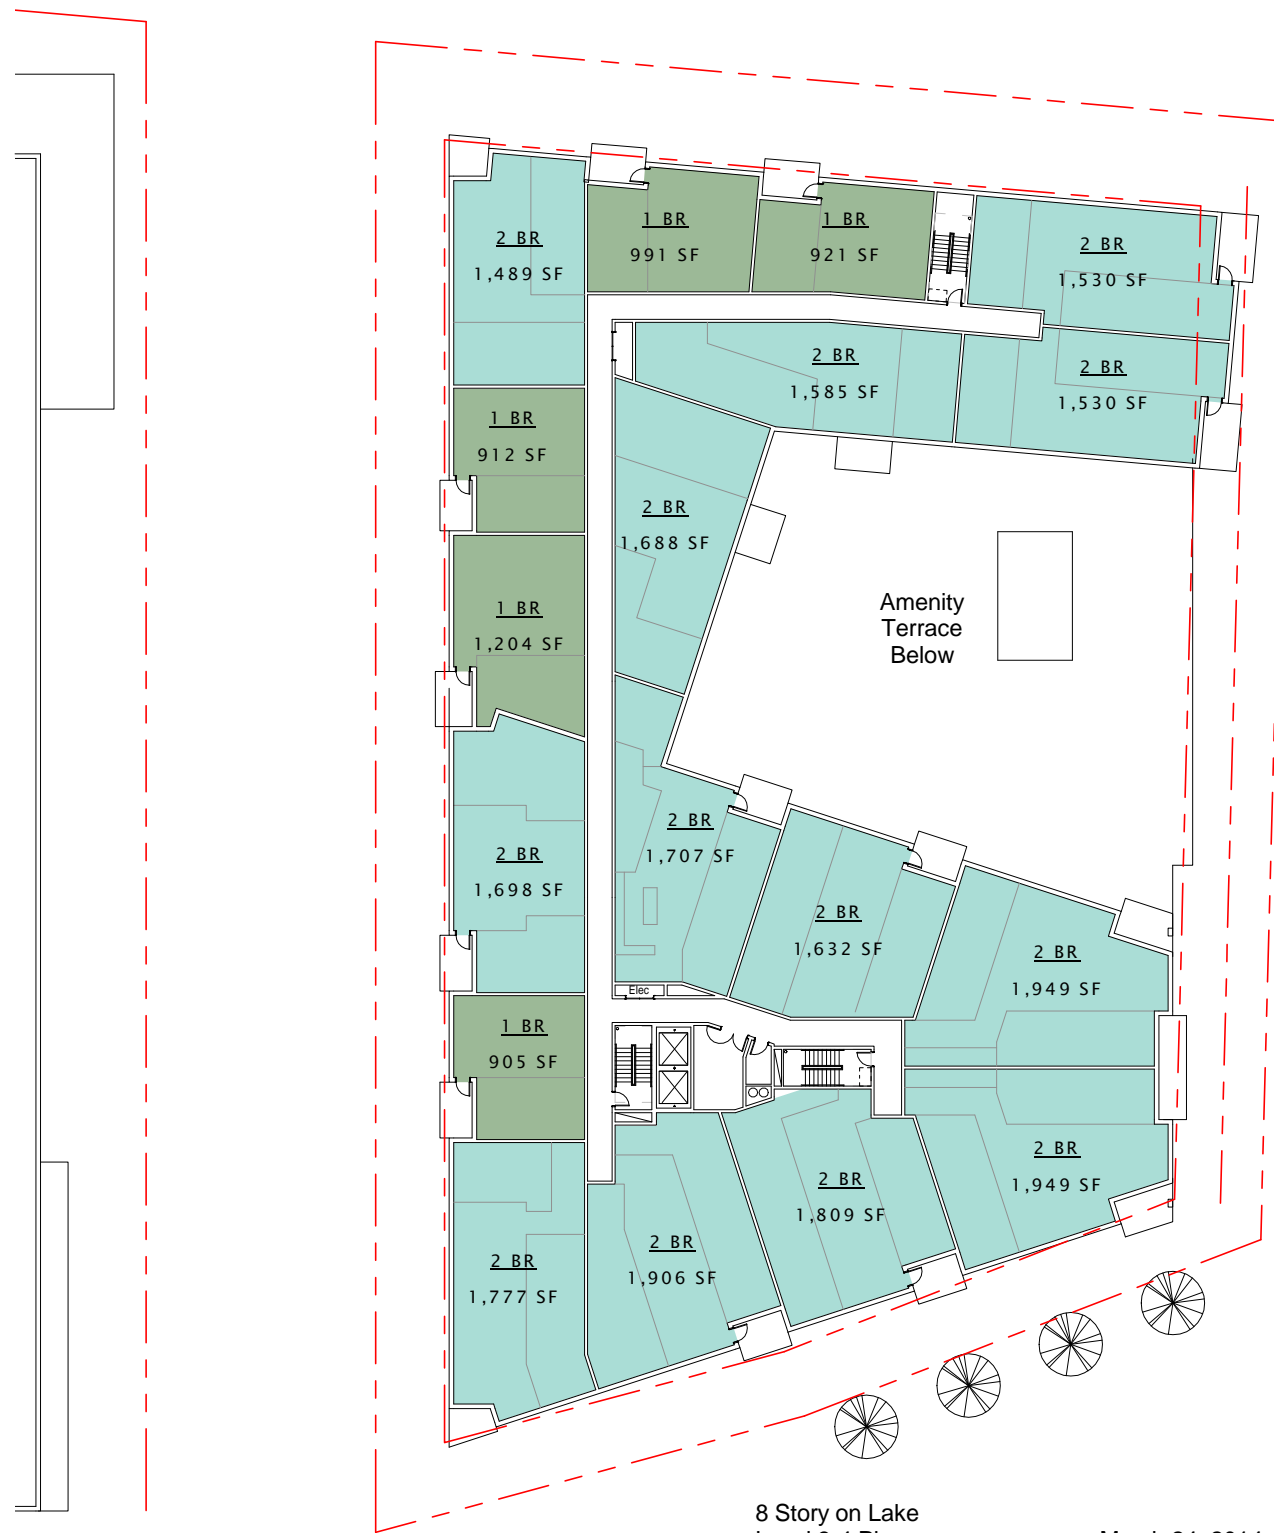 2 BR
1,489 SF
1 BR
991 SF
1 BR
921 SF
2 BR
1,530 SF
2 BR
1,585 SF
2 BR
1,530 SF
1 BR
912 SF
2 BR
1,688 SF
1 BR
1,204 SF
Amenity
Terrace
Below
2 BR
1,707 SF
2 BR
1,698 SF
2 BR
1,632 SF
2 BR
1,949 SF
Elec
1 BR
905 SF
2 BR
1,949 SF
2 BR
1,809 SF
2 BR
1,906 SF
2 BR
1,777 SF
8 Story on Lake